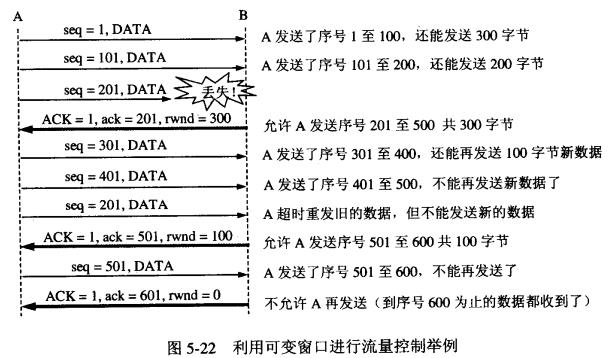 A B
seq = 1, DATA A 发送了序号 1 至 100，还能发送 300 字节
seq = 101, DATA A 发送了序号 101 至 200，还能发送 200 字节
seq = 201, DATA 丢失!
ACK = 1, ack = 201, rwnd = 300 允许 A 发送序号 201 至 500 共 300 字节
seq = 301, DATA A 发送了序号 301 至 400，还能再发送 100 字节新数据
seq = 401, DATA A 发送了序号 401 至 500，不能再发送新数据了
seq = 201, DATA A 超时重发旧的数据，但不能发送新的数据
ACK = 1, ack = 501, rwnd = 100 允许 A 发送序号 501 至 600 共 100 字节
seq = 501, DATA A 发送了序号 501 至 600，不能再发送了
ACK = 1, ack = 601, rwnd = 0 不允许 A 再发送（到序号 600 为止的数据都收到了）
图 5-22 利用可变窗口进行流量控制举例